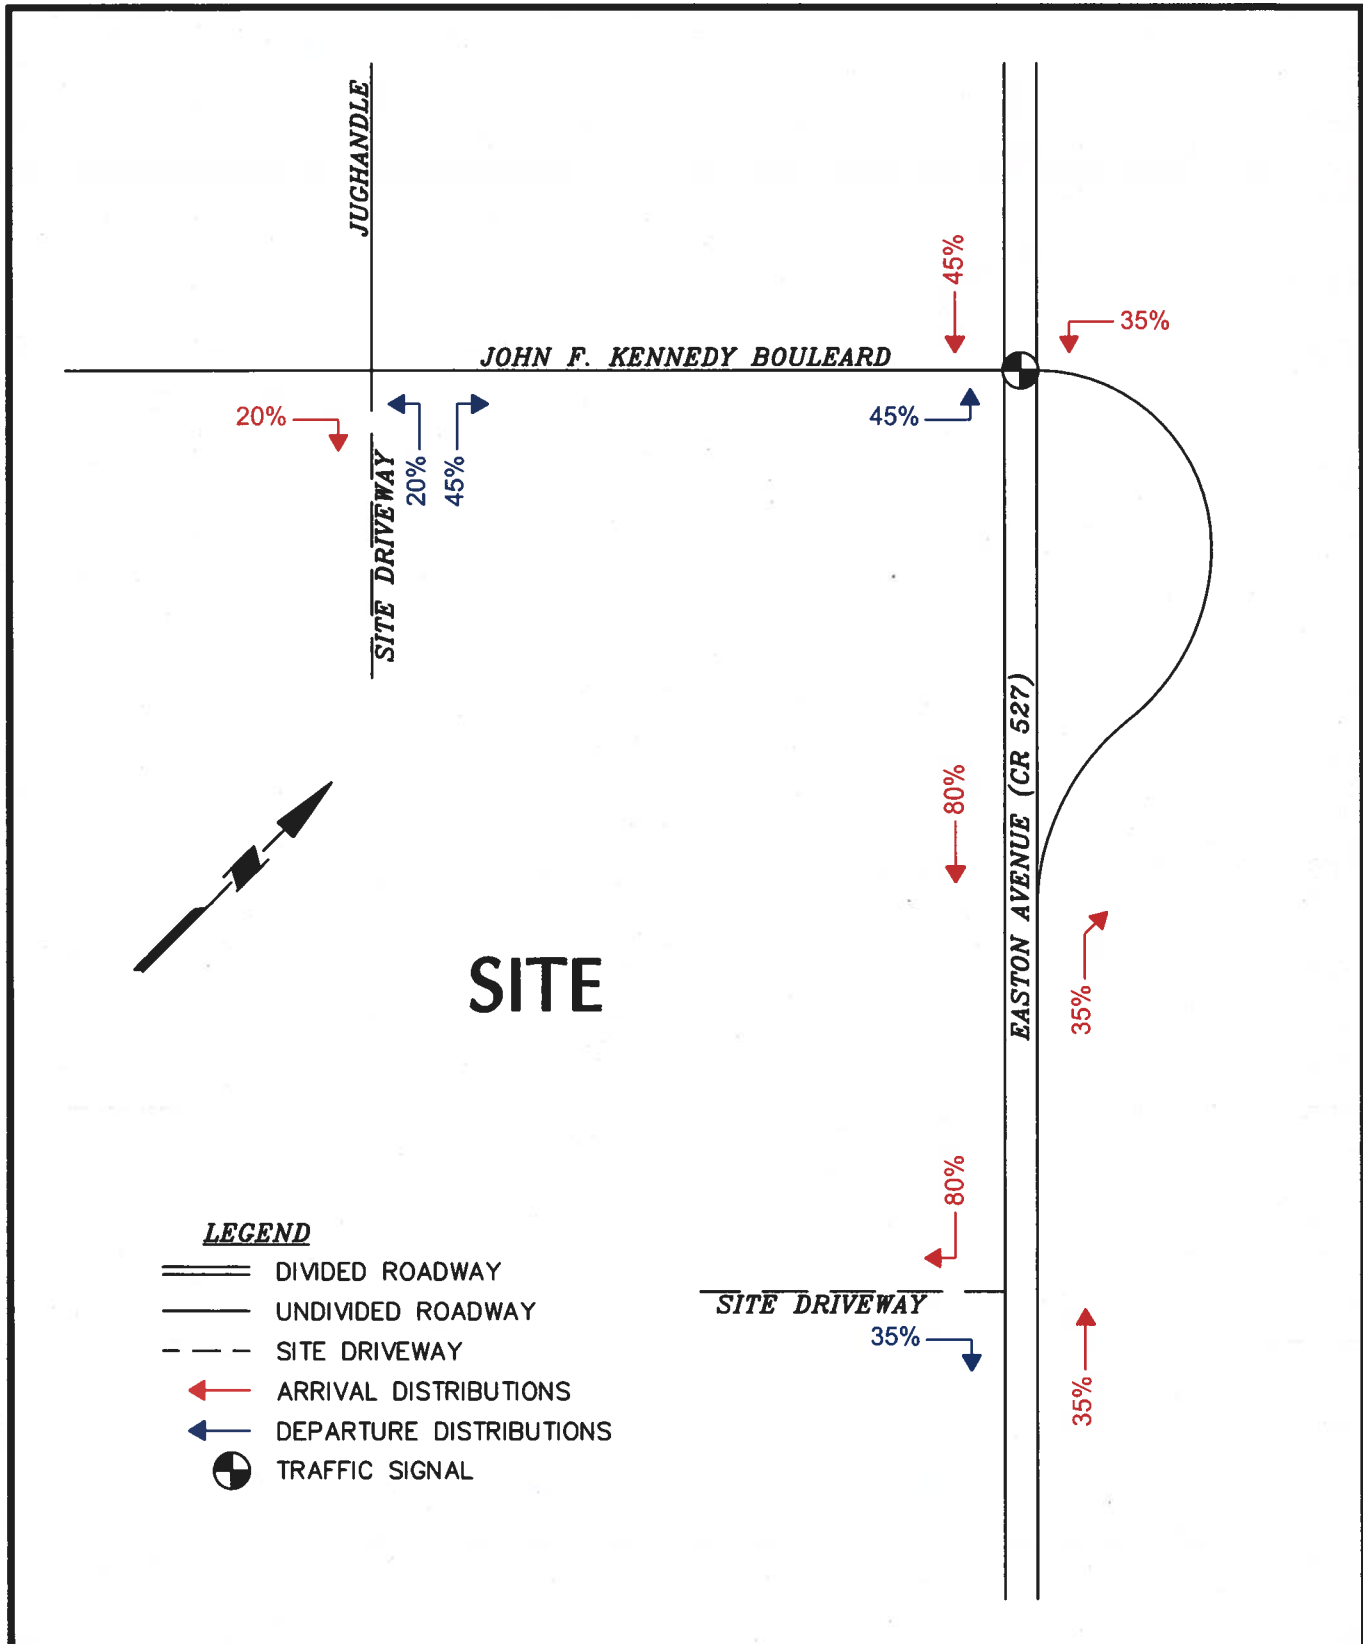 JUGHANDLE
45%
35%
JOHN F. KENNEDY BOULEARD
20%
45%
20%
45%
SITE DRIVEWAY
EASTON AVENUE (CR 527)
80%
SITE
35%
80%
LEGEND
DIVIDED ROADWAY
UNDIVIDED ROADWAY
SITE DRIVEWAY
ARRIVAL DISTRIBUTIONS
DEPARTURE DISTRIBUTIONS
TRAFFIC SIGNAL
SITE DRIVEWAY
35%
35%